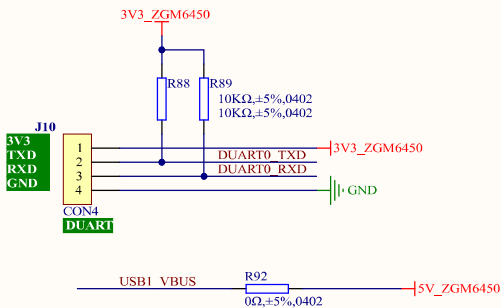 3V3_ZGM6450
R88
R89
10KΩ,±5%,0402
10KΩ,±5%,0402
J10
3V3
TXD
RXD
GND
1
2
3
4
3V3_ZGM6450
DUART0_TXD
DUART0_RXD
GND
CON4
DUART
R92
USB1_VBUS
5V_ZGM6450
0Ω,±5%,0402